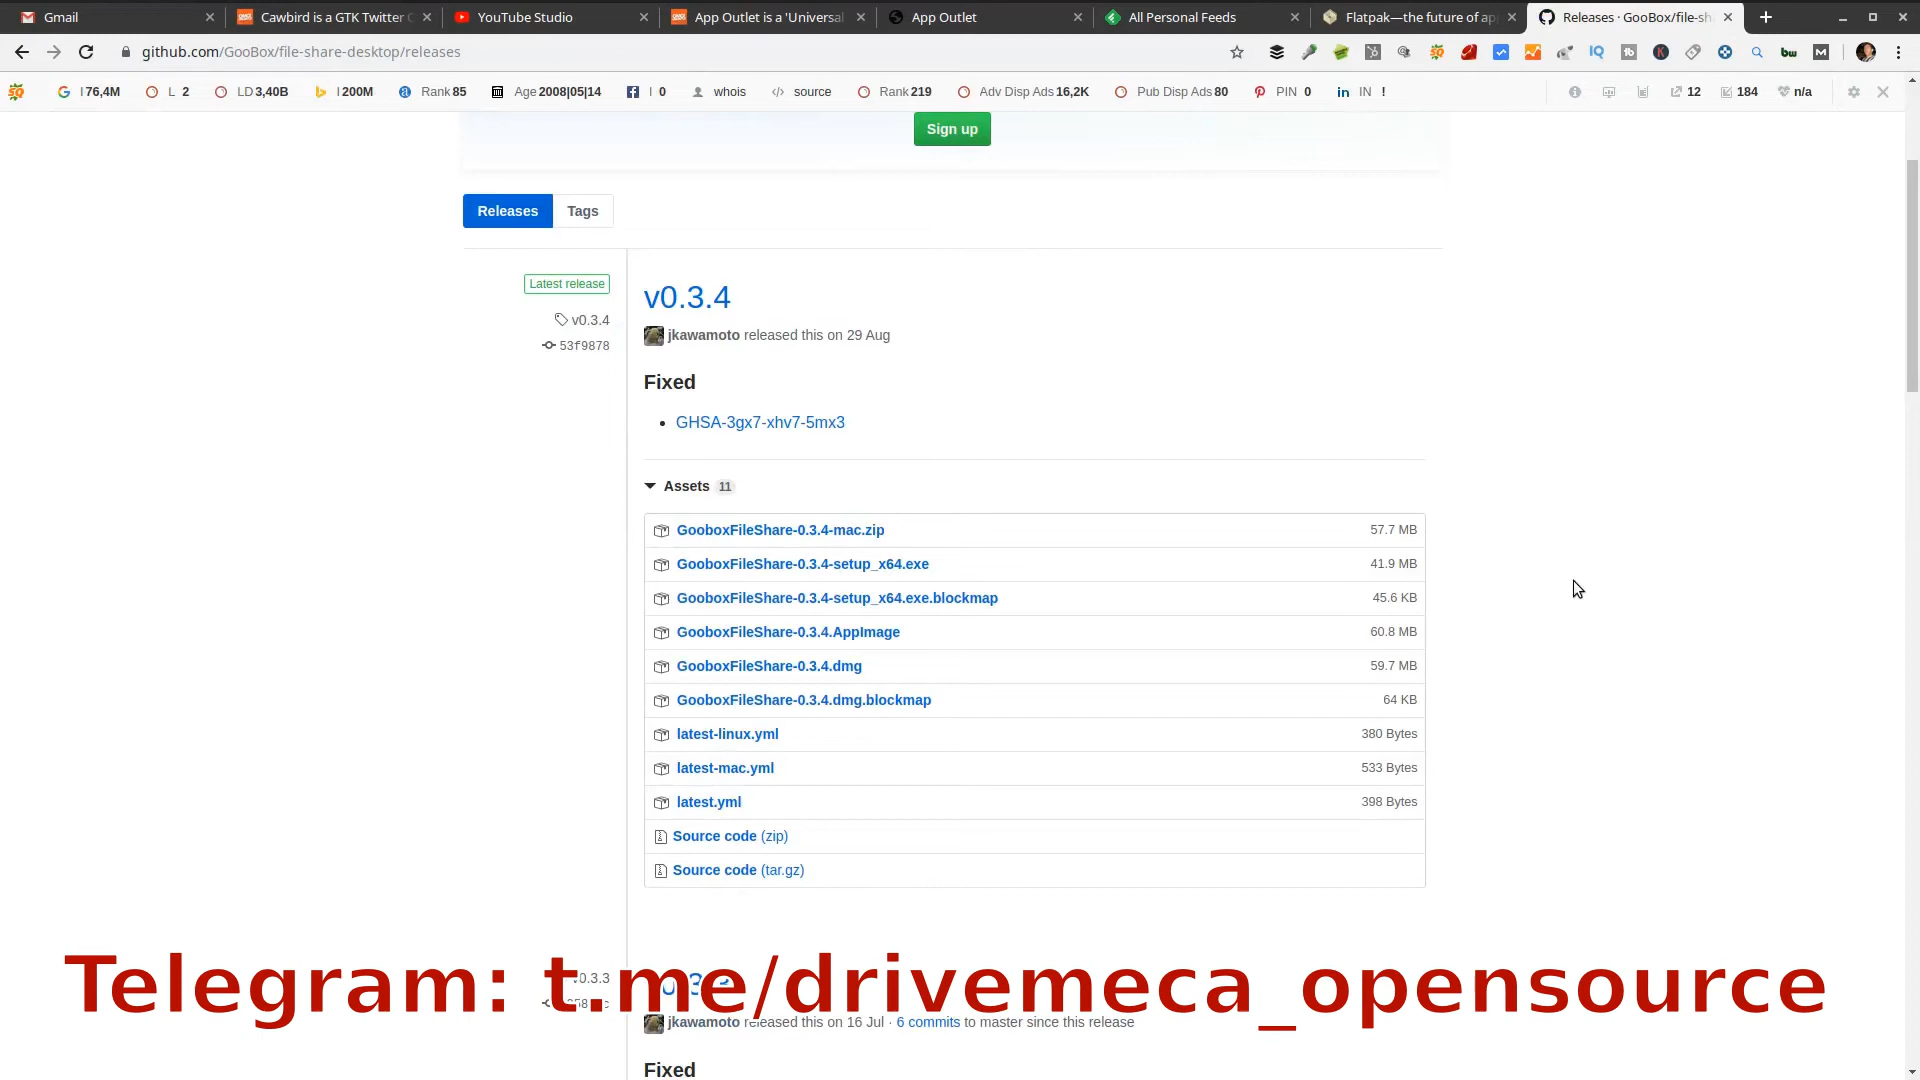 Gmail
Cawbird is a GTK Twitter C
YouTube Studio
App Outlet is a 'Universal
App Outlet
All Personal Feeds
Flatpak—the future of ap
Releases · GooBox/file-sh
github.com/GooBox/file-share-desktop/releases
I 76,4M
L 2
LD 3,40B
I 200M
Rank 85
Age 2008|05|14
I 0
whois
source
Rank 219
Adv Disp Ads 16,2K
Pub Disp Ads 80
PIN 0
IN !
12
184
n/a
Sign up
Releases
Tags
Latest release
v0.3.4
53f9878
v0.3.4
jkawamoto released this on 29 Aug
Fixed
GHSA-3gx7-xhv7-5mx3
Assets 11
GooboxFileShare-0.3.4-mac.zip 57.7 MB
GooboxFileShare-0.3.4-setup_x64.exe 41.9 MB
GooboxFileShare-0.3.4-setup_x64.exe.blockmap 45.6 KB
GooboxFileShare-0.3.4.AppImage 60.8 MB
GooboxFileShare-0.3.4.dmg 59.7 MB
GooboxFileShare-0.3.4.dmg.blockmap 64 KB
latest-linux.yml 380 Bytes
latest-mac.yml 533 Bytes
latest.yml 398 Bytes
Source code (zip)
Source code (tar.gz)
v0.3.3
Telegram: t.me/drivemeca_opensource
jkawamoto released this on 16 Jul · 6 commits to master since this release
Fixed